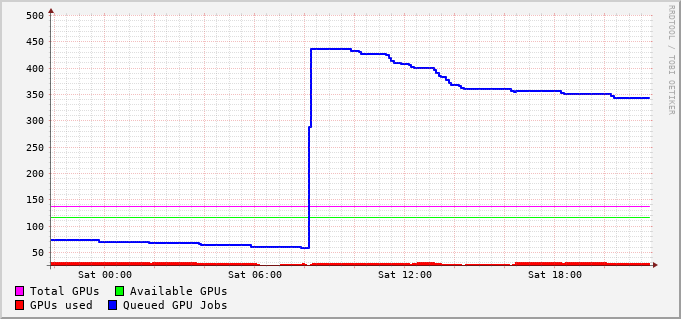 500
450
400
350
300
250
200
150
100
50
Sat 00:00 Sat 06:00 Sat 12:00 Sat 18:00
Total GPUs Available GPUs
GPUs used Queued GPU Jobs
RRDTOOL / TOBI OETIKER